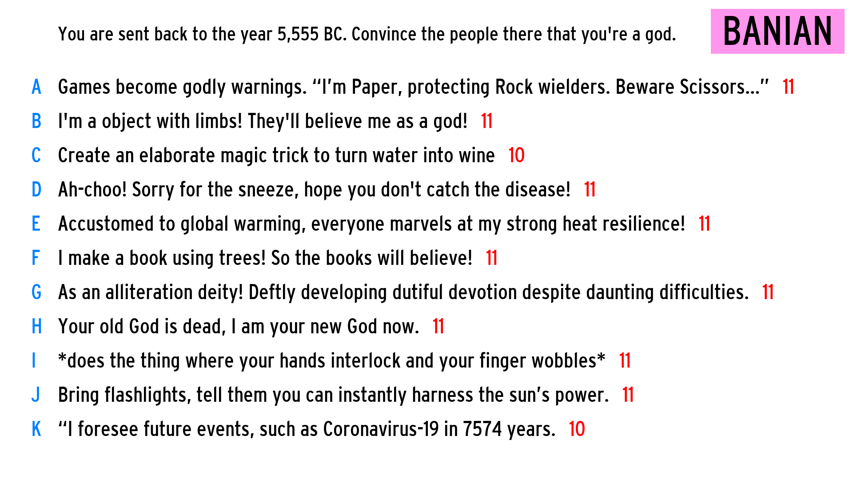 You are sent back to the year 5,555 BC. Convince the people there that you're a god.
BANIAN
A Games become godly warnings. “I’m Paper, protecting Rock wielders. Beware Scissors...” 11
B I'm a object with limbs! They'll believe me as a god! 11
C Create an elaborate magic trick to turn water into wine 10
D Ah-choo! Sorry for the sneeze, hope you don't catch the disease! 11
E Accustomed to global warming, everyone marvels at my strong heat resilience! 11
F I make a book using trees! So the books will believe! 11
G As an alliteration deity! Deftly developing dutiful devotion despite daunting difficulties. 11
H Your old God is dead, I am your new God now. 11
I *does the thing where your hands interlock and your finger wobbles* 11
J Bring flashlights, tell them you can instantly harness the sun’s power. 11
K “I foresee future events, such as Coronavirus-19 in 7574 years. 10